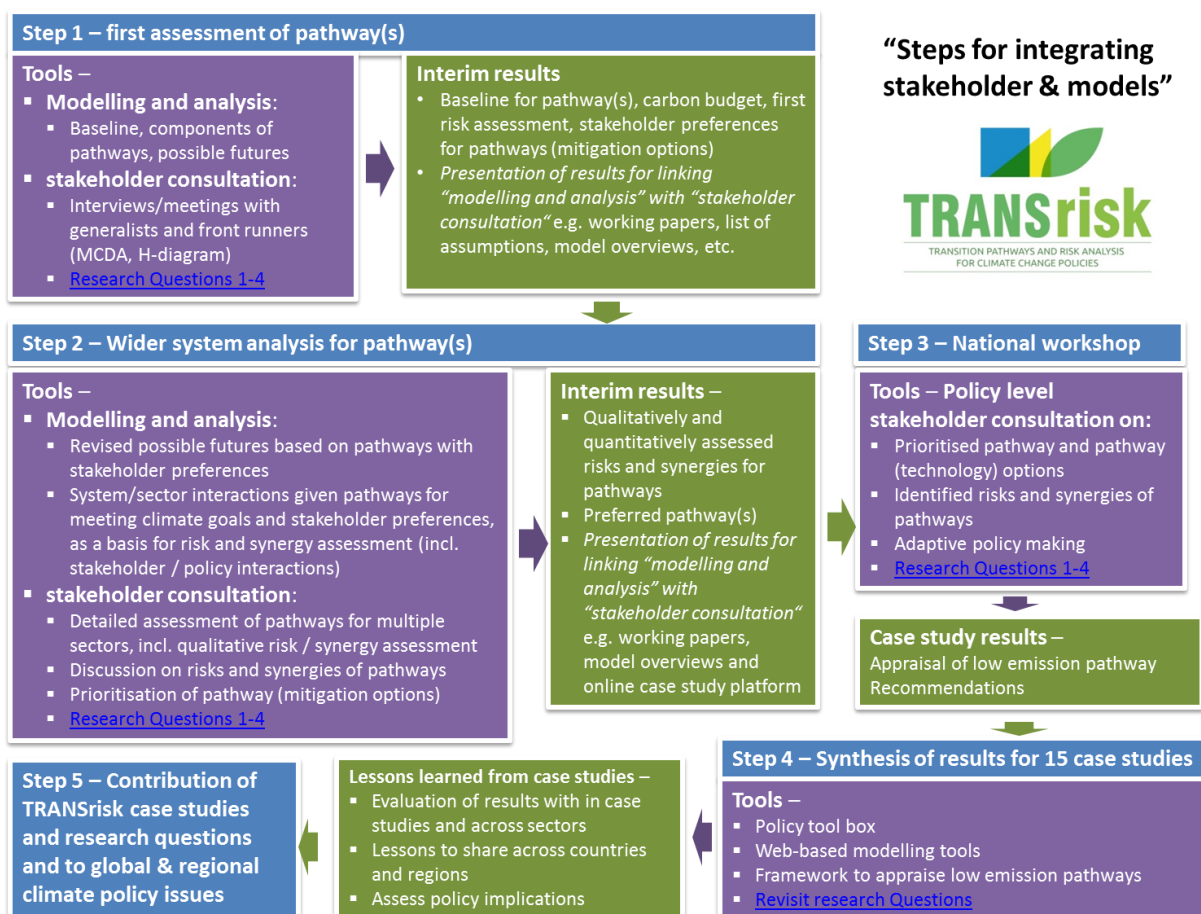 Step 1 – first assessment of pathway(s)
Tools –
▪ Modelling and analysis:
▪ Baseline, components of
pathways, possible futures
▪ stakeholder consultation:
▪ Interviews/meetings with
generalists and front runners
(MCDA, H-diagram)
▪ Research Questions 1-4
Interim results
• Baseline for pathway(s), carbon budget, first
risk assessment, stakeholder preferences
for pathways (mitigation options)
• Presentation of results for linking
"modelling and analysis" with "stakeholder
consultation" e.g. working papers, list of
assumptions, model overviews, etc.
"Steps for integrating
stakeholder & models"
TRANSrisk
TRANSITION PATHWAYS AND RISK ANALYSIS
FOR CLIMATE CHANGE POLICIES
Step 2 – Wider system analysis for pathway(s)
Tools –
▪ Modelling and analysis:
▪ Revised possible futures based on pathways with
stakeholder preferences
▪ System/sector interactions given pathways for
meeting climate goals and stakeholder preferences,
as a basis for risk and synergy assessment (incl.
stakeholder / policy interactions)
▪ stakeholder consultation:
▪ Detailed assessment of pathways for multiple
sectors, incl. qualitative risk / synergy assessment
▪ Discussion on risks and synergies of pathways
▪ Prioritisation of pathway (mitigation options)
▪ Research Questions 1-4
Interim results –
▪ Qualitatively and
quantitatively assessed
risks and synergies for
pathways
▪ Preferred pathway(s)
▪ Presentation of results for
linking "modelling and
analysis" with
"stakeholder consultation"
e.g. working papers,
model overviews and
online case study platform
Step 3 – National workshop
Tools – Policy level
stakeholder consultation on:
▪ Prioritised pathway and pathway
(technology) options
▪ Identified risks and synergies of
pathways
▪ Adaptive policy making
▪ Research Questions 1-4
Case study results –
Appraisal of low emission pathway
Recommendations
Step 4 – Synthesis of results for 15 case studies
Tools –
▪ Policy tool box
▪ Web-based modelling tools
▪ Framework to appraise low emission pathways
▪ Revisit research Questions
Lessons learned from case studies –
▪ Evaluation of results with in case
studies and across sectors
▪ Lessons to share across countries
and regions
▪ Assess policy implications
Step 5 – Contribution of
TRANSrisk case studies
and research questions
and to global & regional
climate policy issues